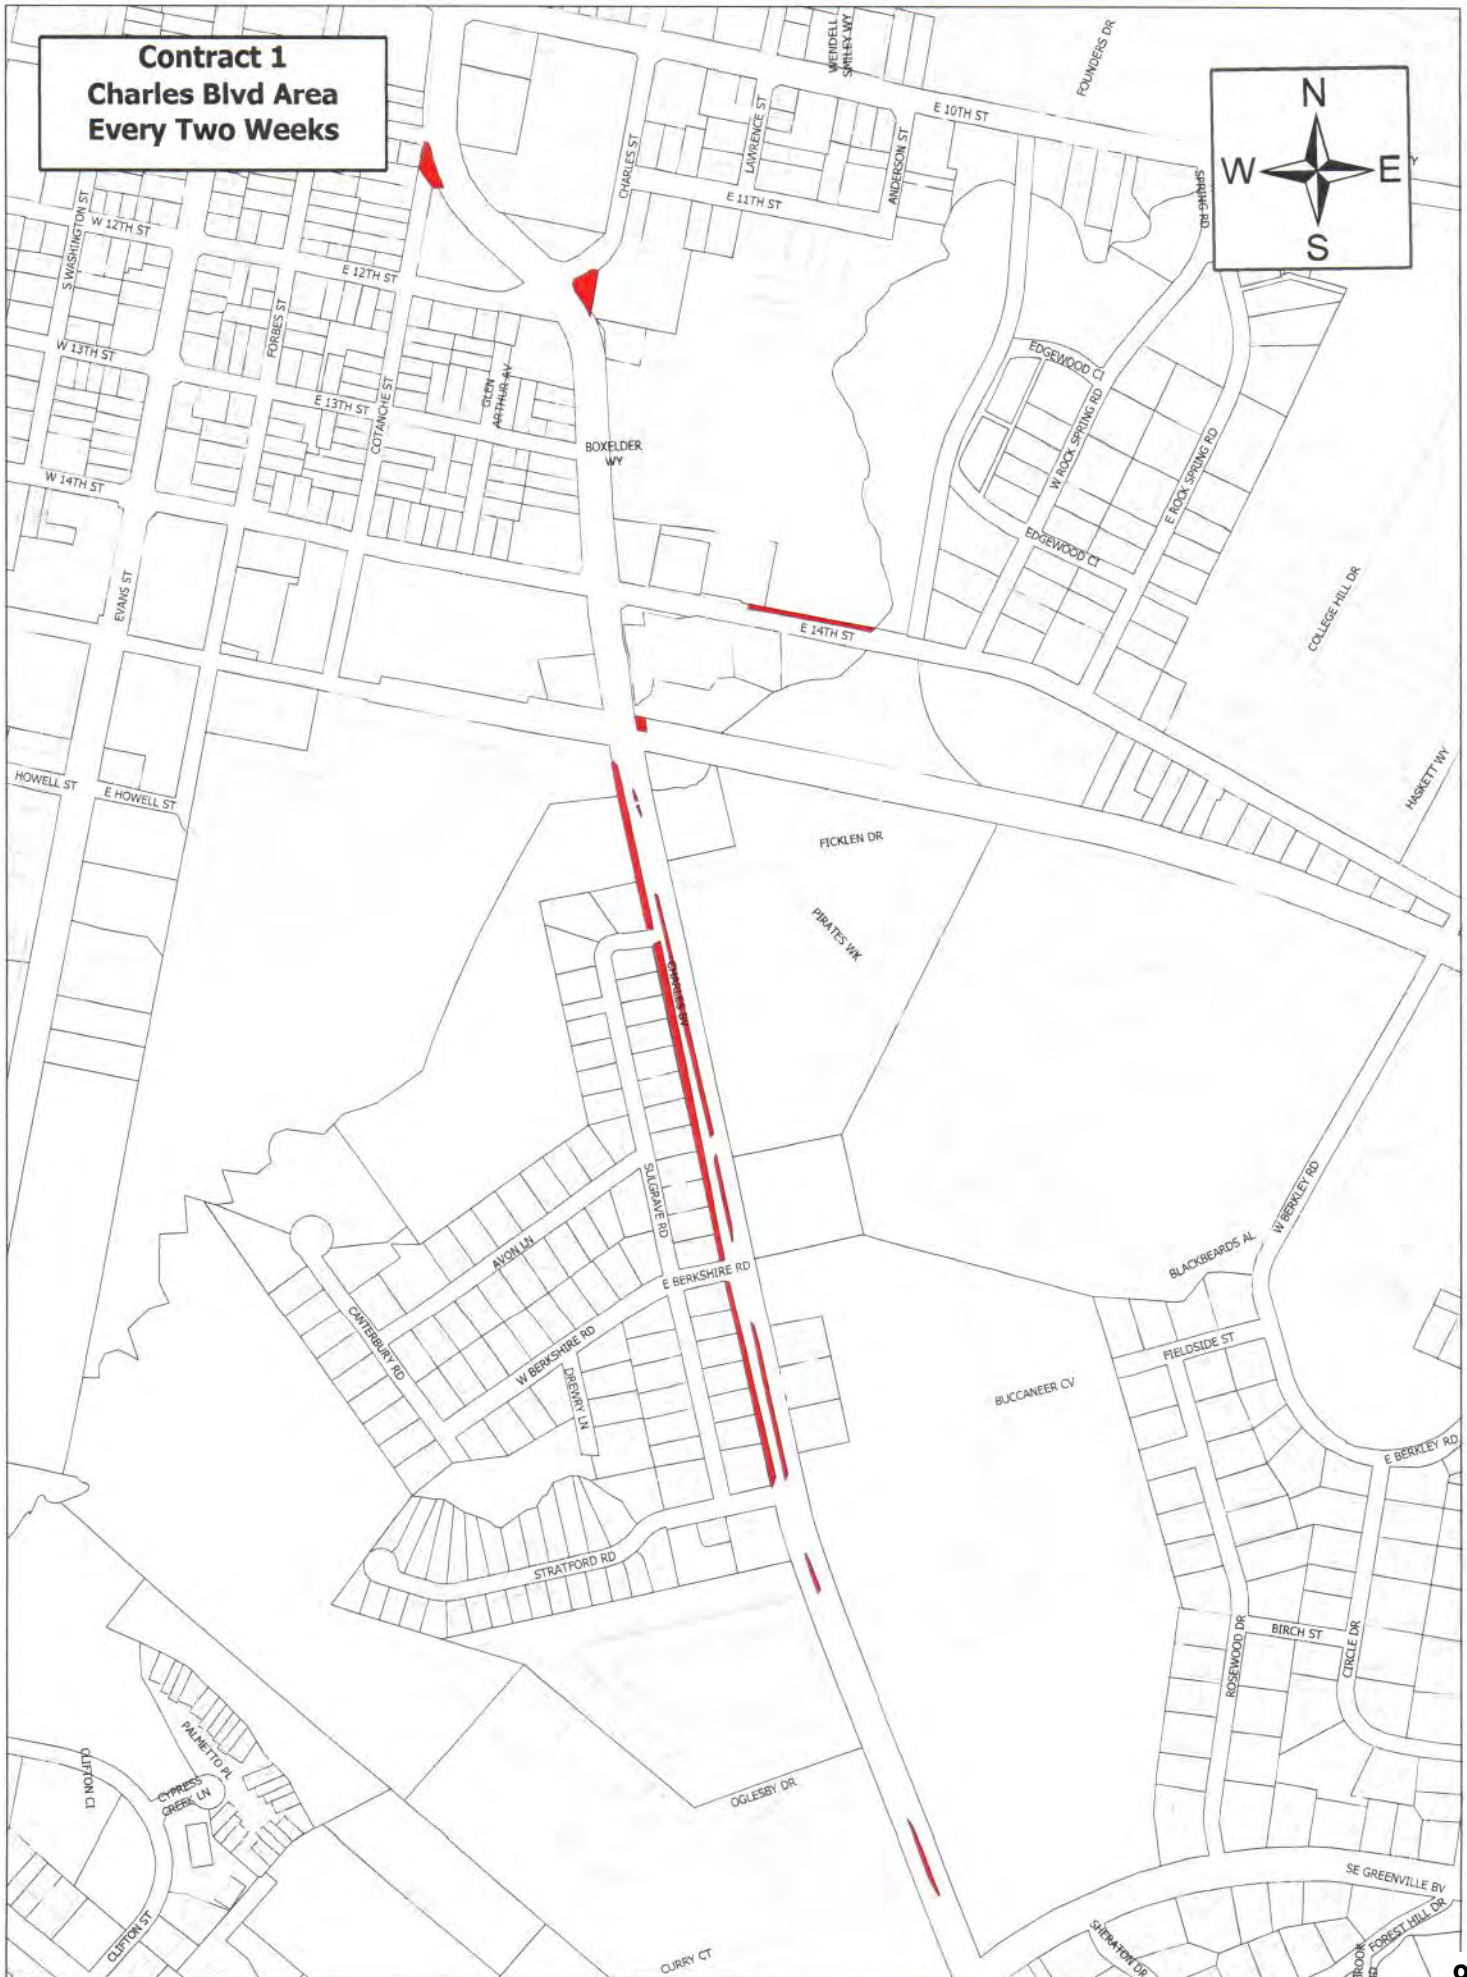 Contract 1
Charles Blvd Area
Every Two Weeks
N
W
E
S
Y
WENDELL
SMILEY WY
FOUNDERS DR
E 10TH ST
LAWRENCE ST
CHARLES ST
ANDERSON ST
E 11TH ST
SPRING RD
S WASHINGTON ST
W 12TH ST
E 12TH ST
FORBES ST
W 13TH ST
E 13TH ST
COTANCHE ST
GLEN
ARTHUR AV
BOXELDER
WY
EDGEWOOD CI
W ROCK SPRING RD
E ROCK SPRING RD
W 14TH ST
EDGEWOOD CI
EVANS ST
E 14TH ST
COLLEGE HILL DR
HOWELL ST
E HOWELL ST
HASKETT WY
FICKLEN DR
PIRATES WK
CHARLES BV
SULGRAVE RD
W BERKLEY RD
AVON LN
E BERKSHIRE RD
BLACKBEARDS AL
CANTERBURY RD
W BERKSHIRE RD
DREWRY LN
FIELDSIDE ST
BUCCANEER CV
E BERKLEY RD
STRATFORD RD
ROSEWOOD DR
BIRCH ST
CIRCLE DR
PALMETTO PL
CLIFTON CI
CYPRESS
CREEK LN
OGLESBY DR
SE GREENVILLE BV
CLIFTON ST
CURRY CT
SHERATON DR
FOREST HILL DR
9